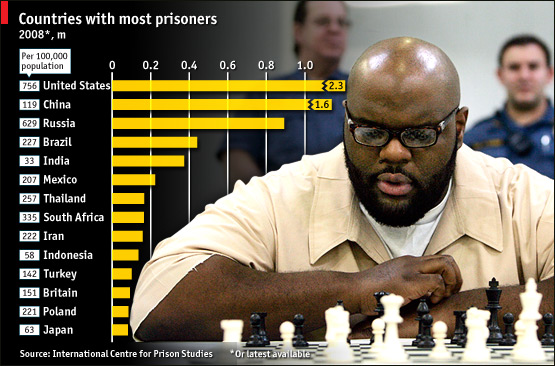 Countries with most prisoners
2008*, m
Per 100,000
population
0 0.2 0.4 0.6 0.8 1.0
756 United States 2.3
119 China 1.6
629 Russia
227 Brazil
33 India
207 Mexico
257 Thailand
335 South Africa
222 Iran
58 Indonesia
142 Turkey
151 Britain
221 Poland
63 Japan
Source: International Centre for Prison Studies *Or latest available